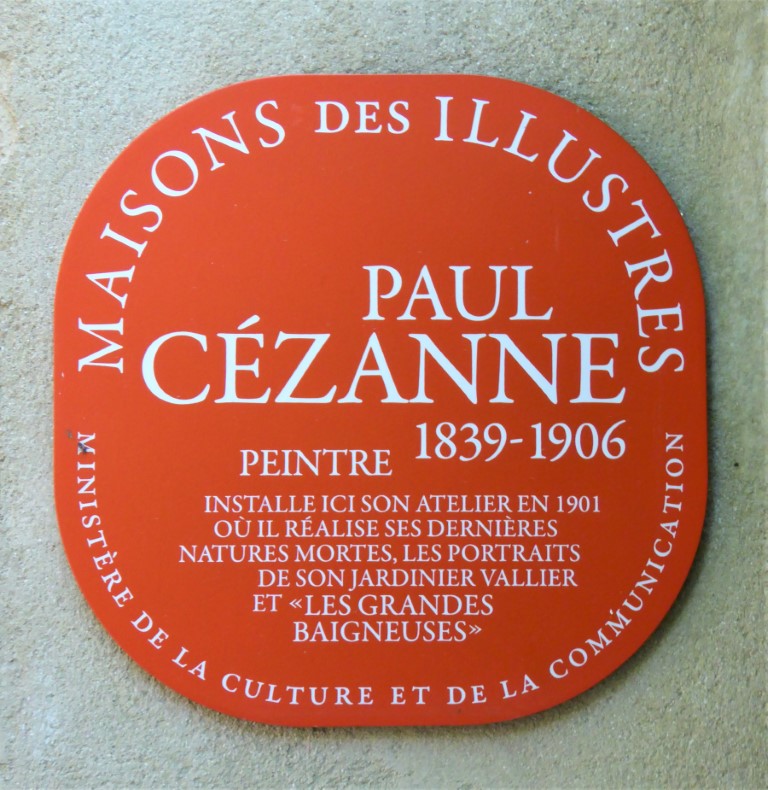 MAISONS DES ILLUSTRES
PAUL
CÉZANNE
1839-1906
PEINTRE
INSTALLE ICI SON ATELIER EN 1901
OÙ IL RÉALISE SES DERNIÈRES
NATURES MORTES, LES PORTRAITS
DE SON JARDINIER VALLIER
ET «LES GRANDES
BAIGNEUSES»
MINISTÈRE DE LA CULTURE ET DE LA COMMUNICATION